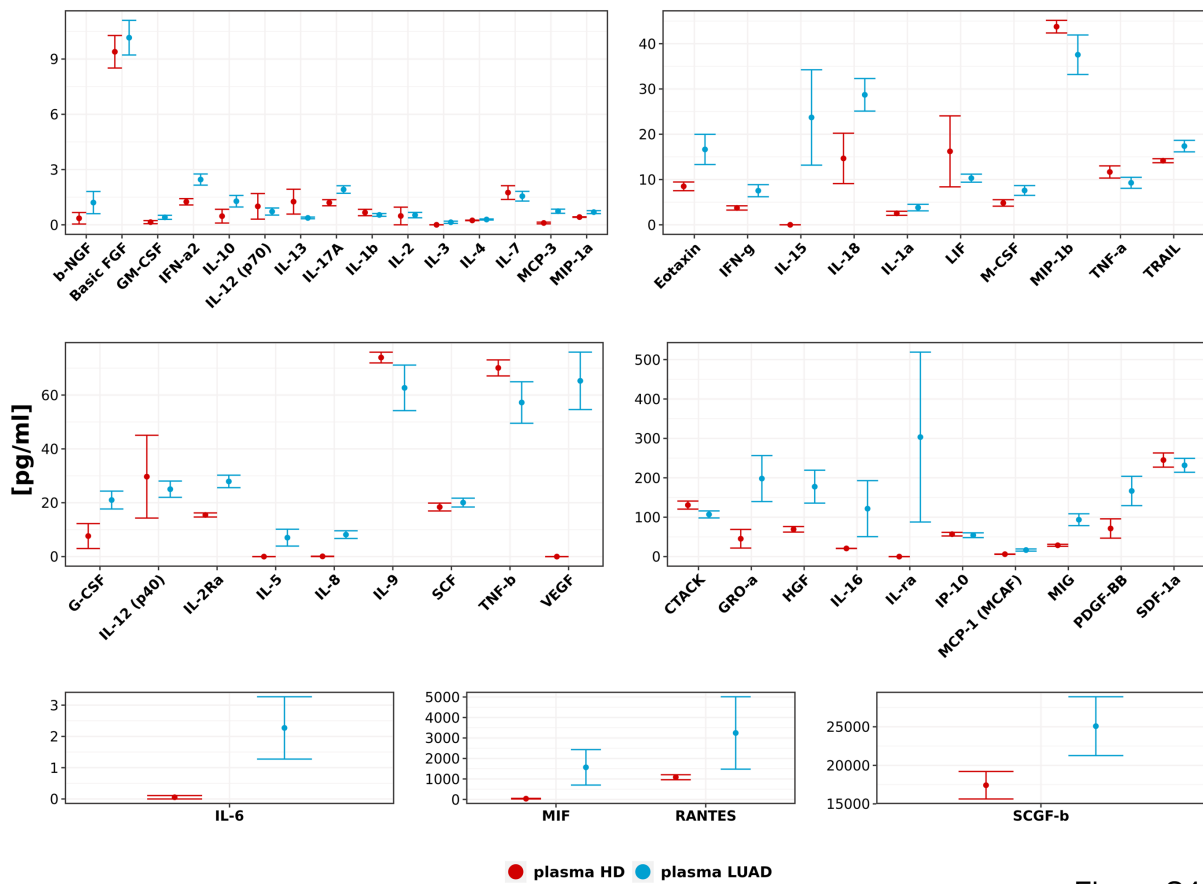 9
6
3
0
b-NGF
Basic FGF
GM-CSF
IFN-a2
IL-10
IL-12 (p70)
IL-13
IL-17A
IL-1b
IL-2
IL-3
IL-4
IL-7
MCP-3
MIP-1a
40
30
20
10
0
Eotaxin
IFN-g
IL-15
IL-18
IL-1a
LIF
M-CSF
MIP-1b
TNF-a
TRAIL
[pg/ml]
60
40
20
0
G-CSF
IL-12 (p40)
IL-2Ra
IL-5
IL-8
IL-9
SCF
TNF-b
VEGF
500
400
300
200
100
0
CTACK
GRO-a
HGF
IL-16
IL-ra
IP-10
MCP-1 (MCAF)
MIG
PDGF-BB
SDF-1a
3
2
1
0
IL-6
5000
4000
3000
2000
1000
0
MIF RANTES
25000
20000
15000
SCGF-b
plasma HD plasma LUAD